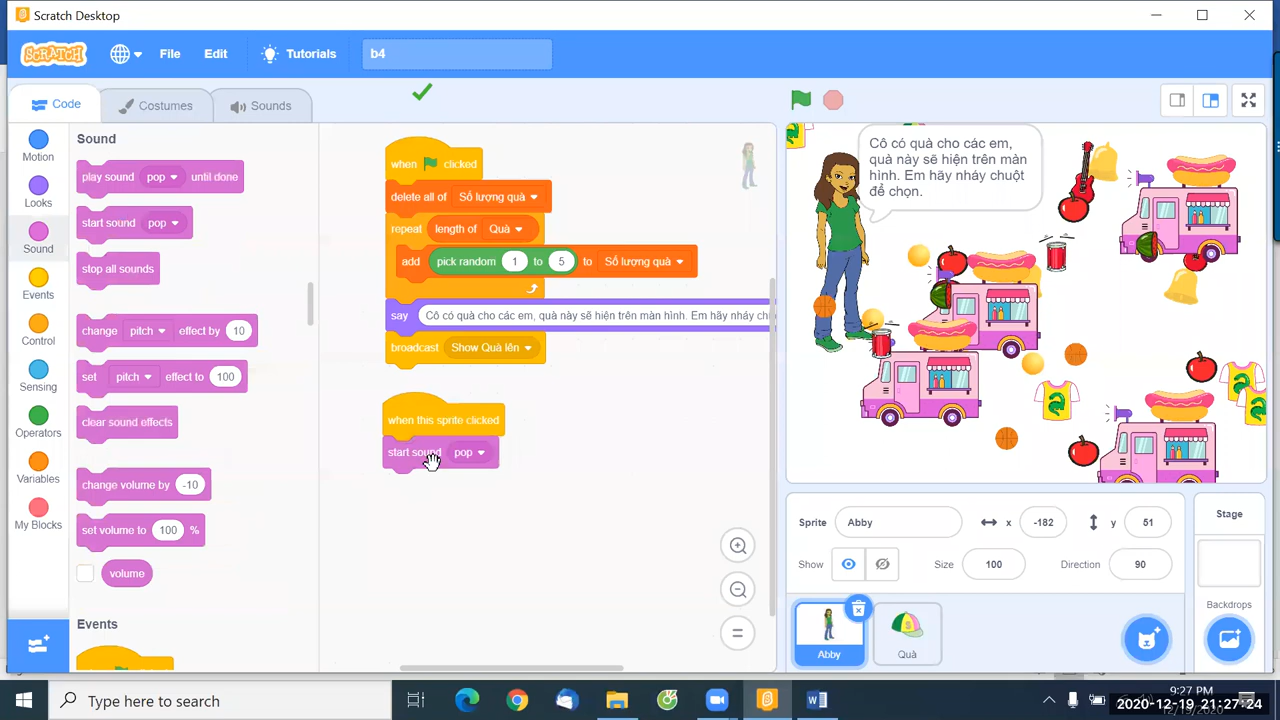 Scratch Desktop
SCRATCH
File
Edit
Tutorials
b4
Code
Costumes
Sounds
Motion
Looks
Sound
Events
Control
Sensing
Operators
Variables
My Blocks
Sound
play sound pop until done
start sound pop
stop all sounds
change pitch effect by 10
set pitch effect to 100
clear sound effects
change volume by -10
set volume to 100 %
volume
Events
when clicked
delete all of Số lượng quà
repeat length of Quà
add pick random 1 to 5 to Số lượng quà
say Cô có quà cho các em, quà này sẽ hiện trên màn hình. Em hãy nháy
broadcast Show Quà lên
when this sprite clicked
start sound pop
Cô có quà cho các em,
quà này sẽ hiện trên màn
hình. Em hãy nháy chuột
để chọn.
Sprite Abby x -182 y 51
Show Size 100 Direction 90
Abby
Quà
Stage
Backdrops
Type here to search
9:27 PM
2020-12-19 21:27:24